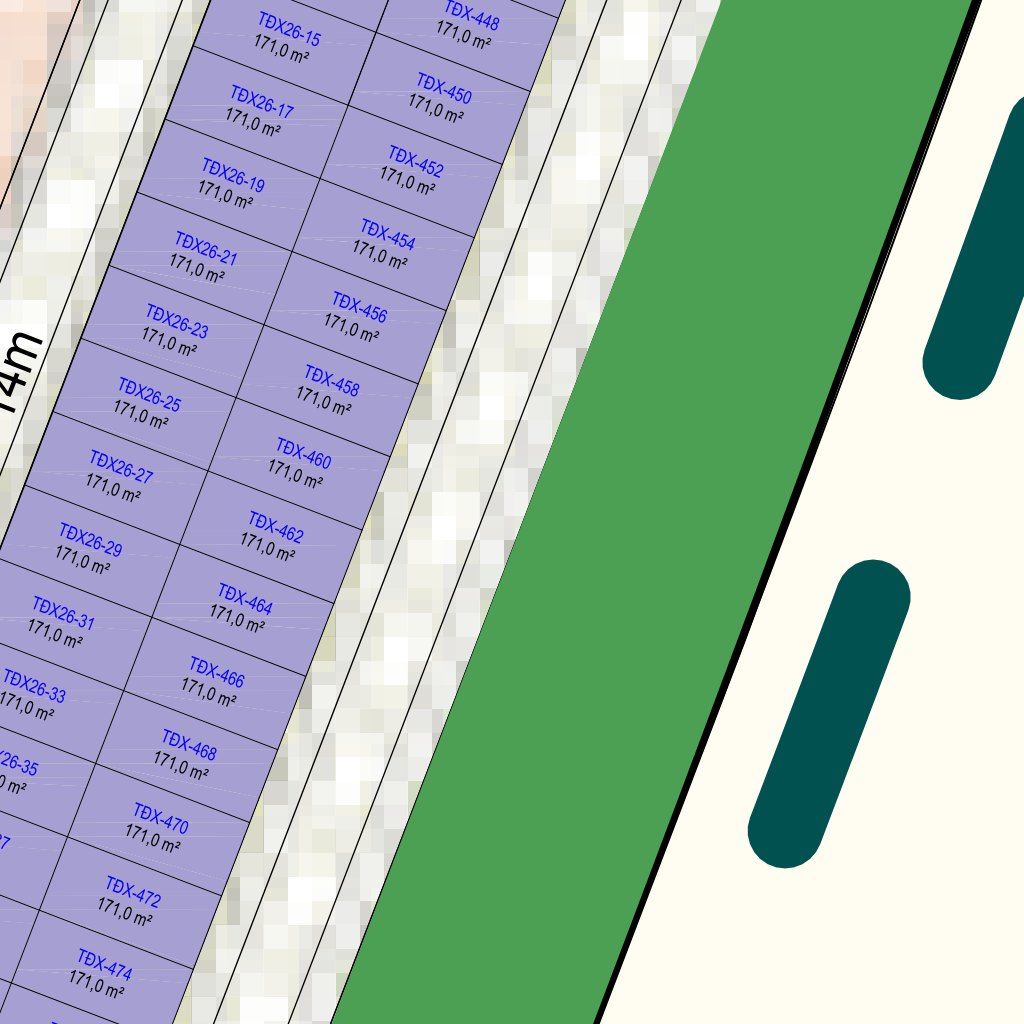 TĐX26-15
171,0 m²
TĐX-448
171,0 m²
TĐX26-17
171,0 m²
TĐX-450
171,0 m²
TĐX26-19
171,0 m²
TĐX-452
171,0 m²
TĐX26-21
171,0 m²
TĐX-454
171,0 m²
TĐX26-23
171,0 m²
TĐX-456
171,0 m²
14m
TĐX26-25
171,0 m²
TĐX-458
171,0 m²
TĐX26-27
171,0 m²
TĐX-460
171,0 m²
TĐX26-29
171,0 m²
TĐX-462
171,0 m²
TĐX26-31
171,0 m²
TĐX-464
171,0 m²
TĐX26-33
171,0 m²
TĐX-466
171,0 m²
TĐX-468
171,0 m²
TĐX-470
171,0 m²
TĐX-472
171,0 m²
TĐX-474
171,0 m²